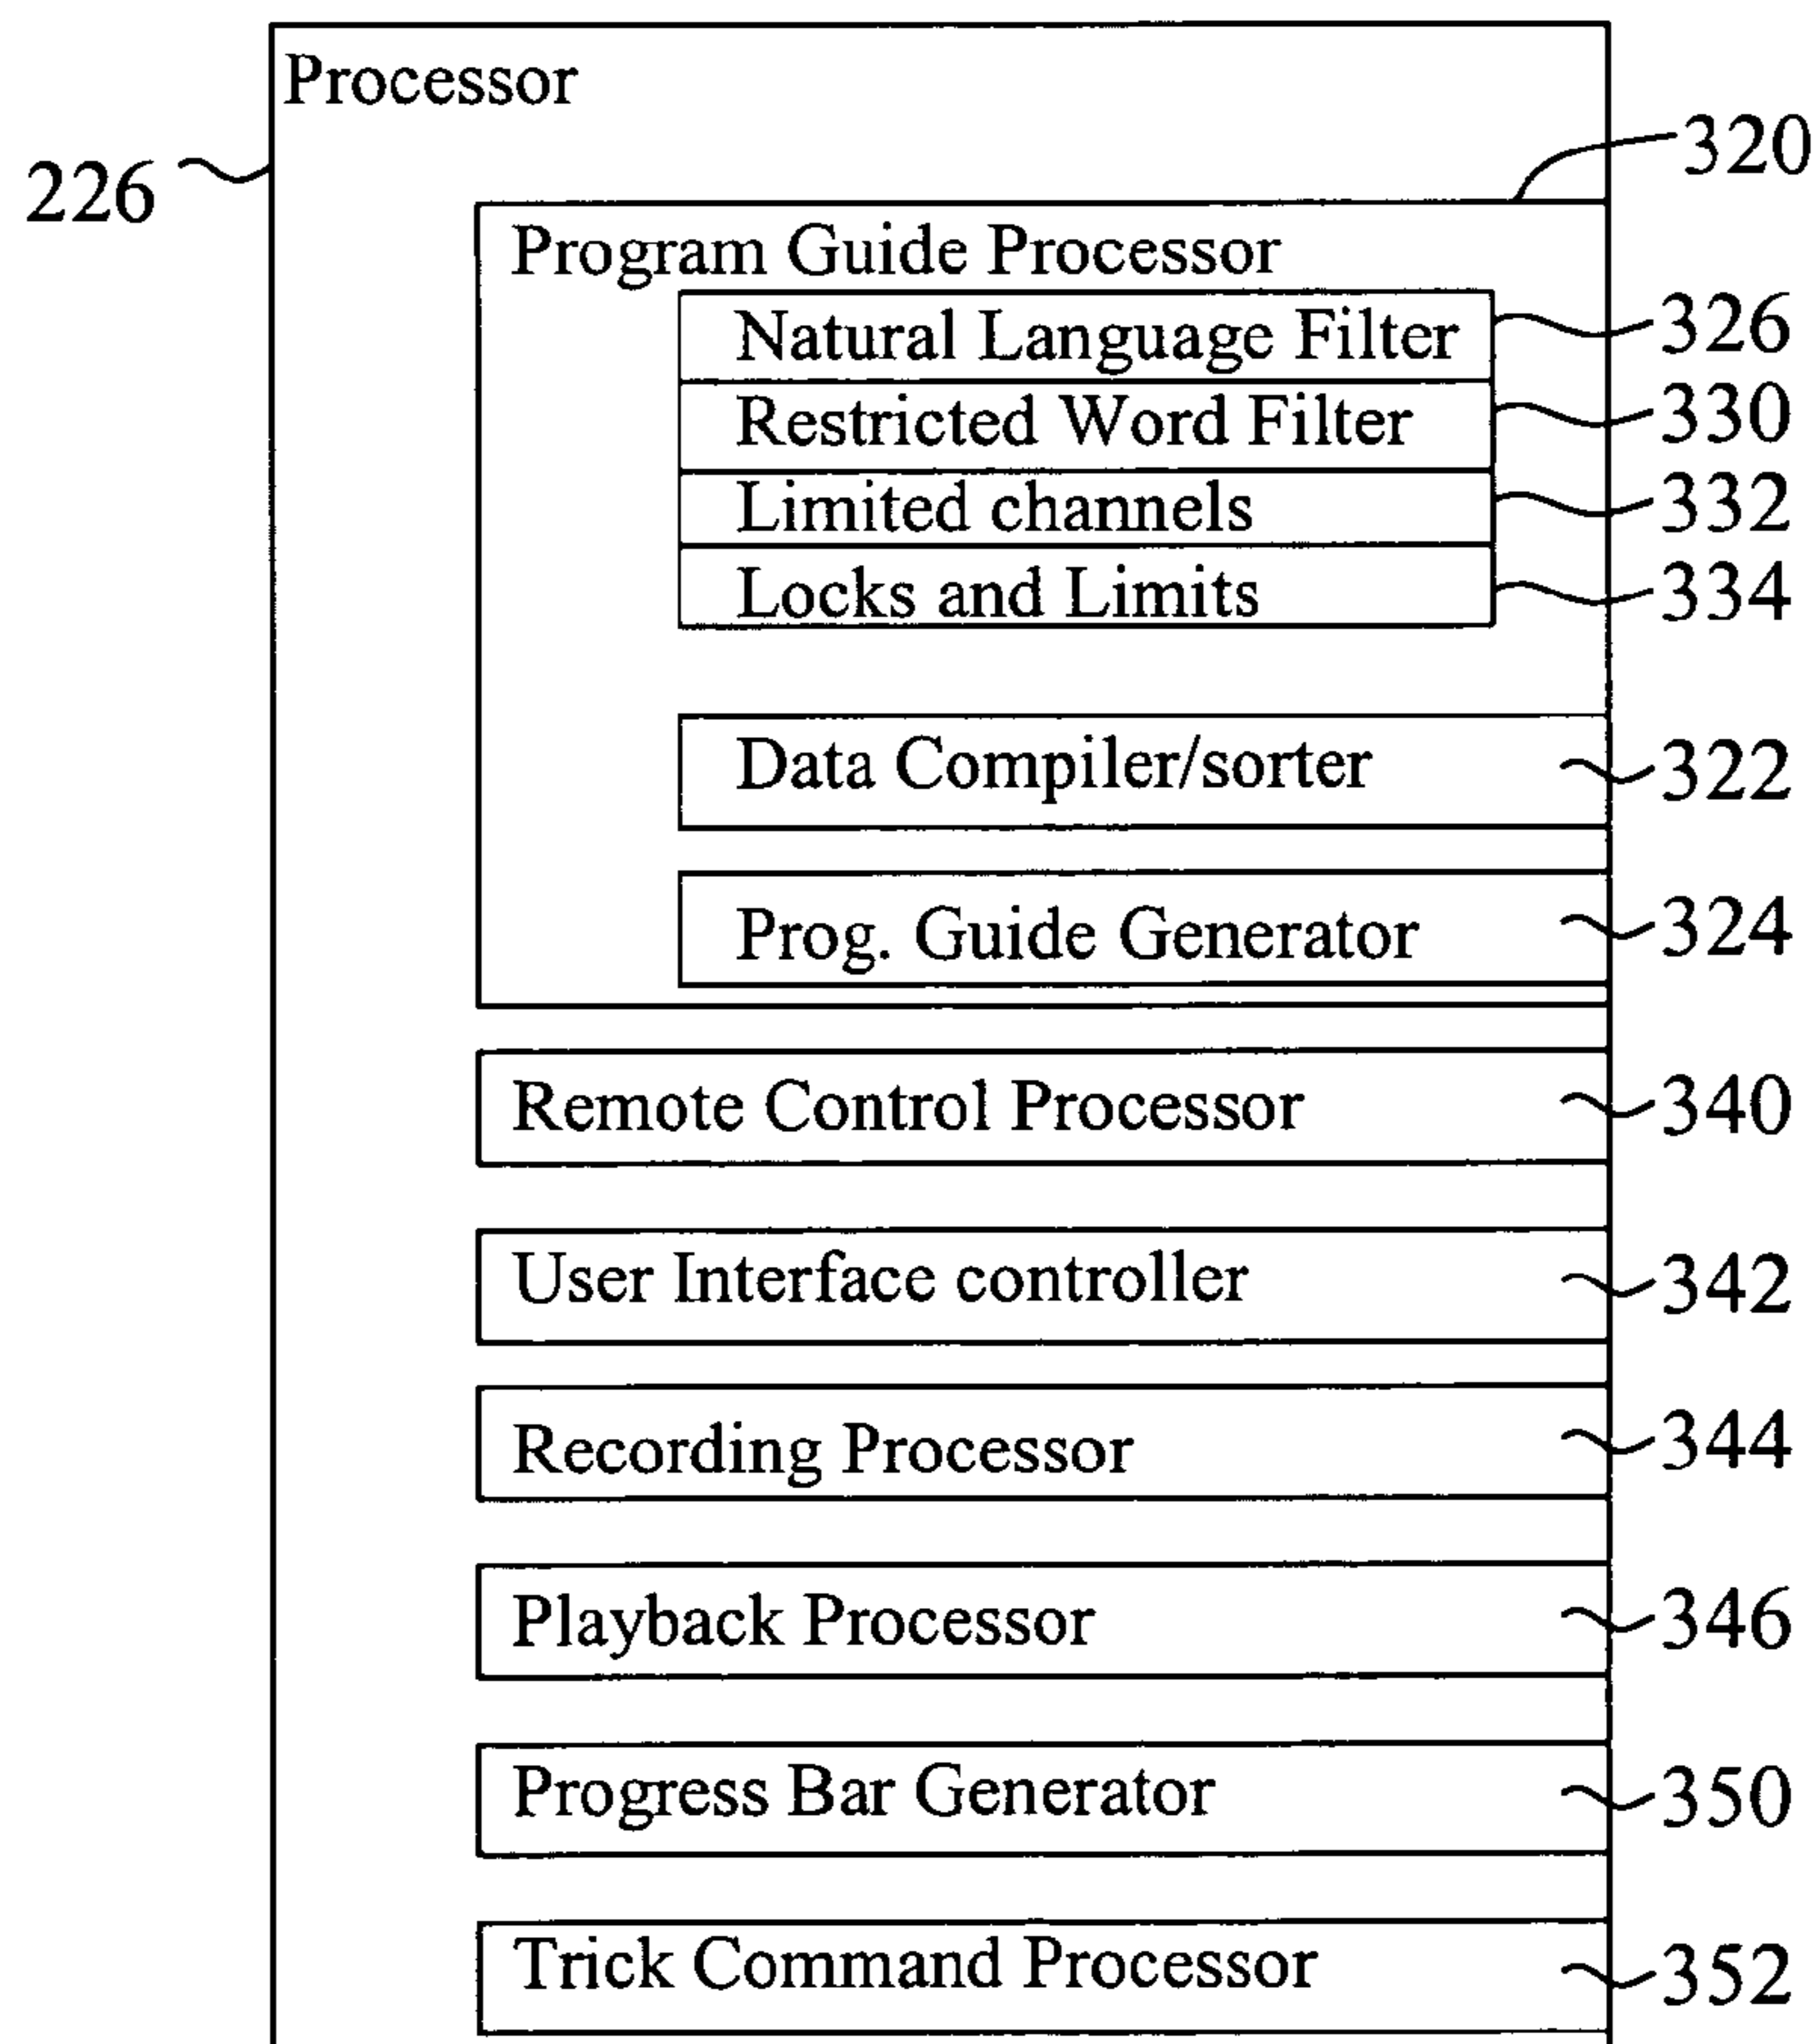 Processor
226
320
Program Guide Processor
Natural Language Filter
326
Restricted Word Filter
330
Limited channels
332
Locks and Limits
334
Data Compiler/sorter
322
Prog. Guide Generator
324
Remote Control Processor
340
User Interface controller
342
Recording Processor
344
Playback Processor
346
Progress Bar Generator
350
Trick Command Processor
352